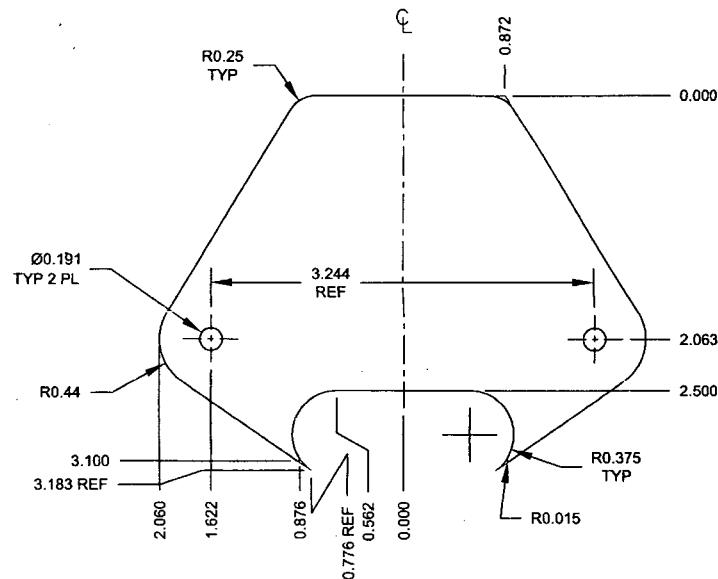 ℄
0.872
R0.25
TYP
0.000
Ø0.191
TYP 2 PL
3.244
REF
2.063
R0.44
2.500
3.100
3.183 REF
R0.375
TYP
R0.015
2.060
1.622
0.876
0.776 REF
0.562
0.000